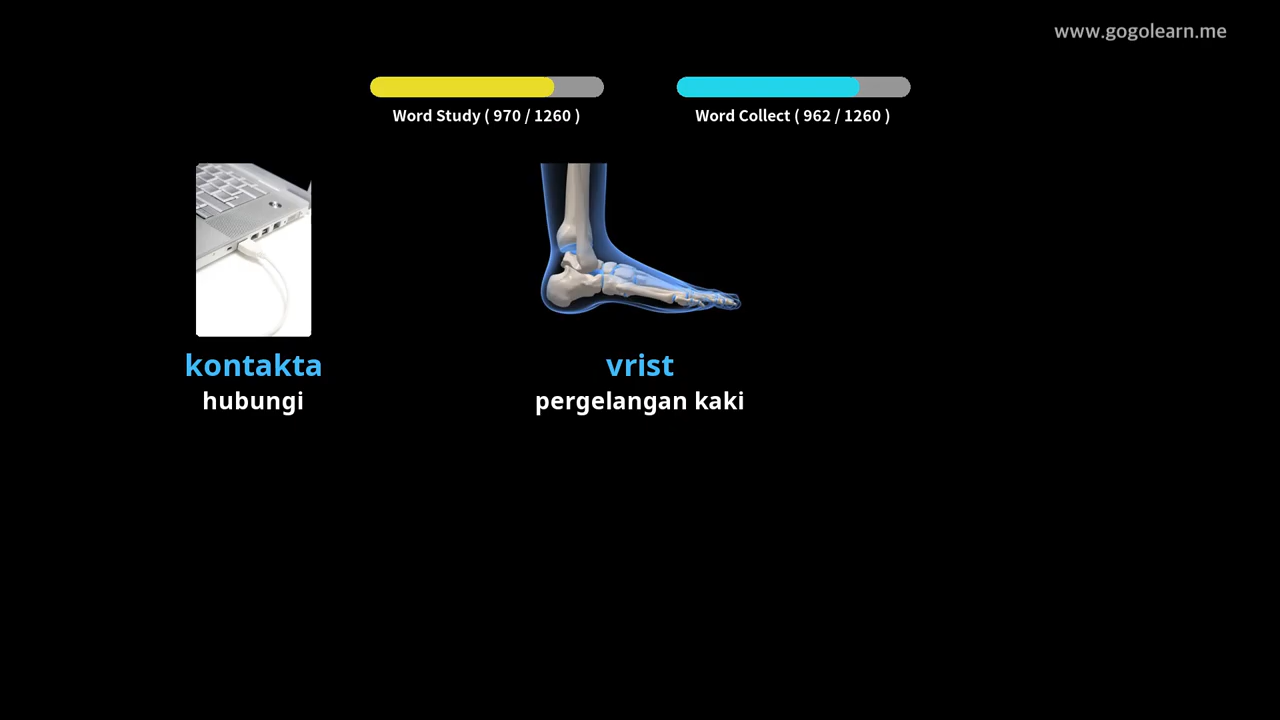 www.gogolearn.me
Word Study ( 970 / 1260 )
Word Collect ( 962 / 1260 )
kontakta
hubungi
vrist
pergelangan kaki